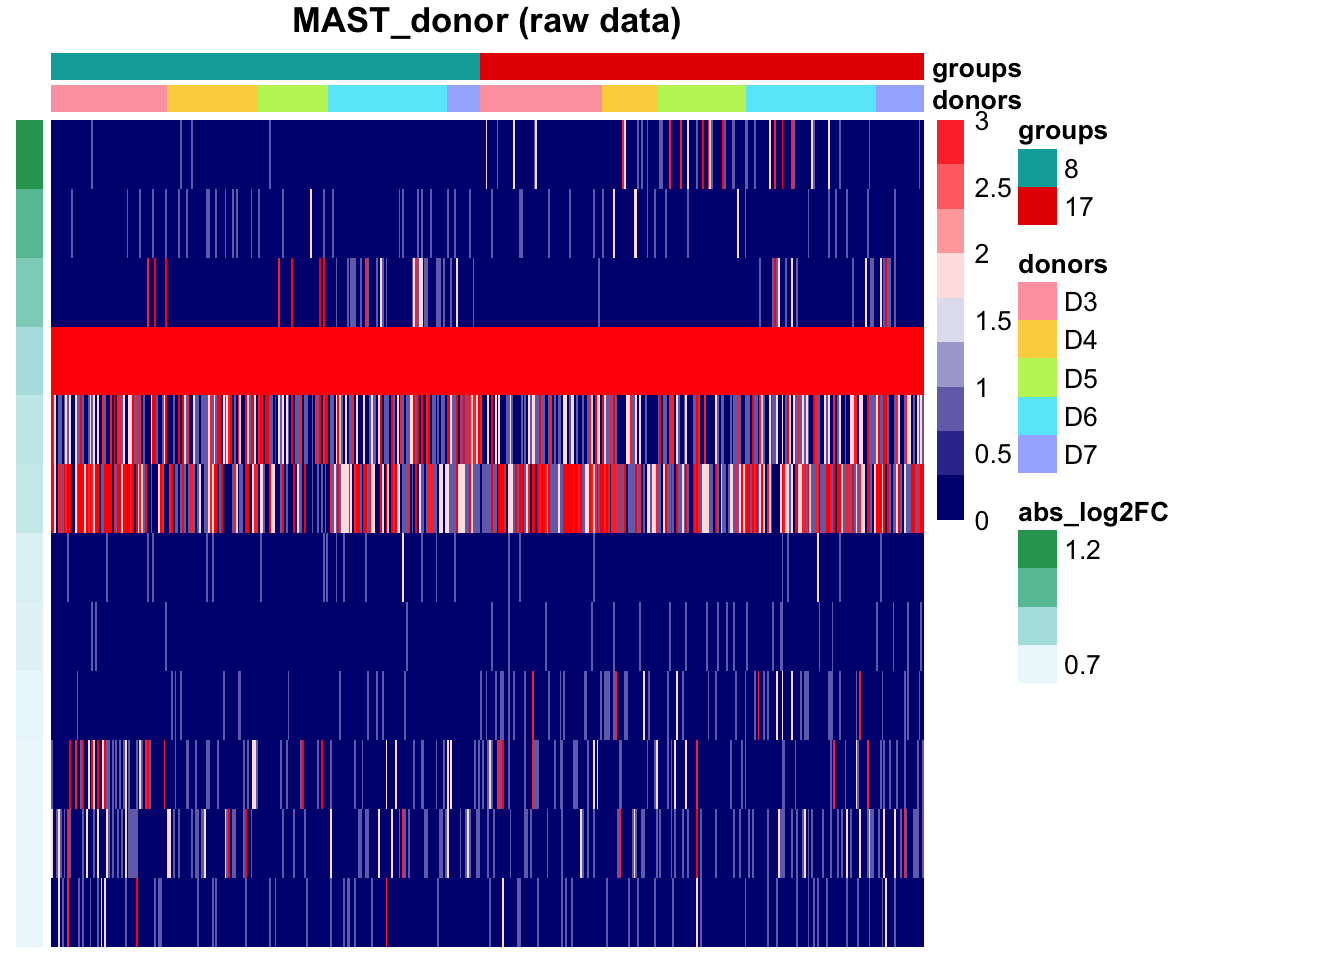 MAST_donor (raw data)
groups
donors
3
2.5
2
1.5
1
0.5
0
groups
8
17
donors
D3
D4
D5
D6
D7
abs_log2FC
1.2
0.7